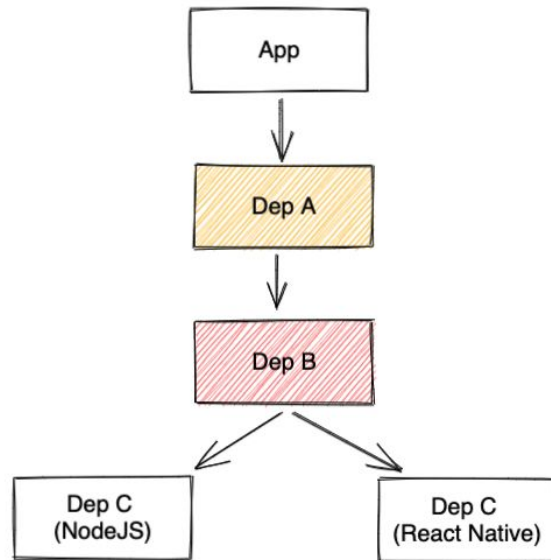 App
Dep A
Dep B
Dep C
(NodeJS)
Dep C
(React Native)